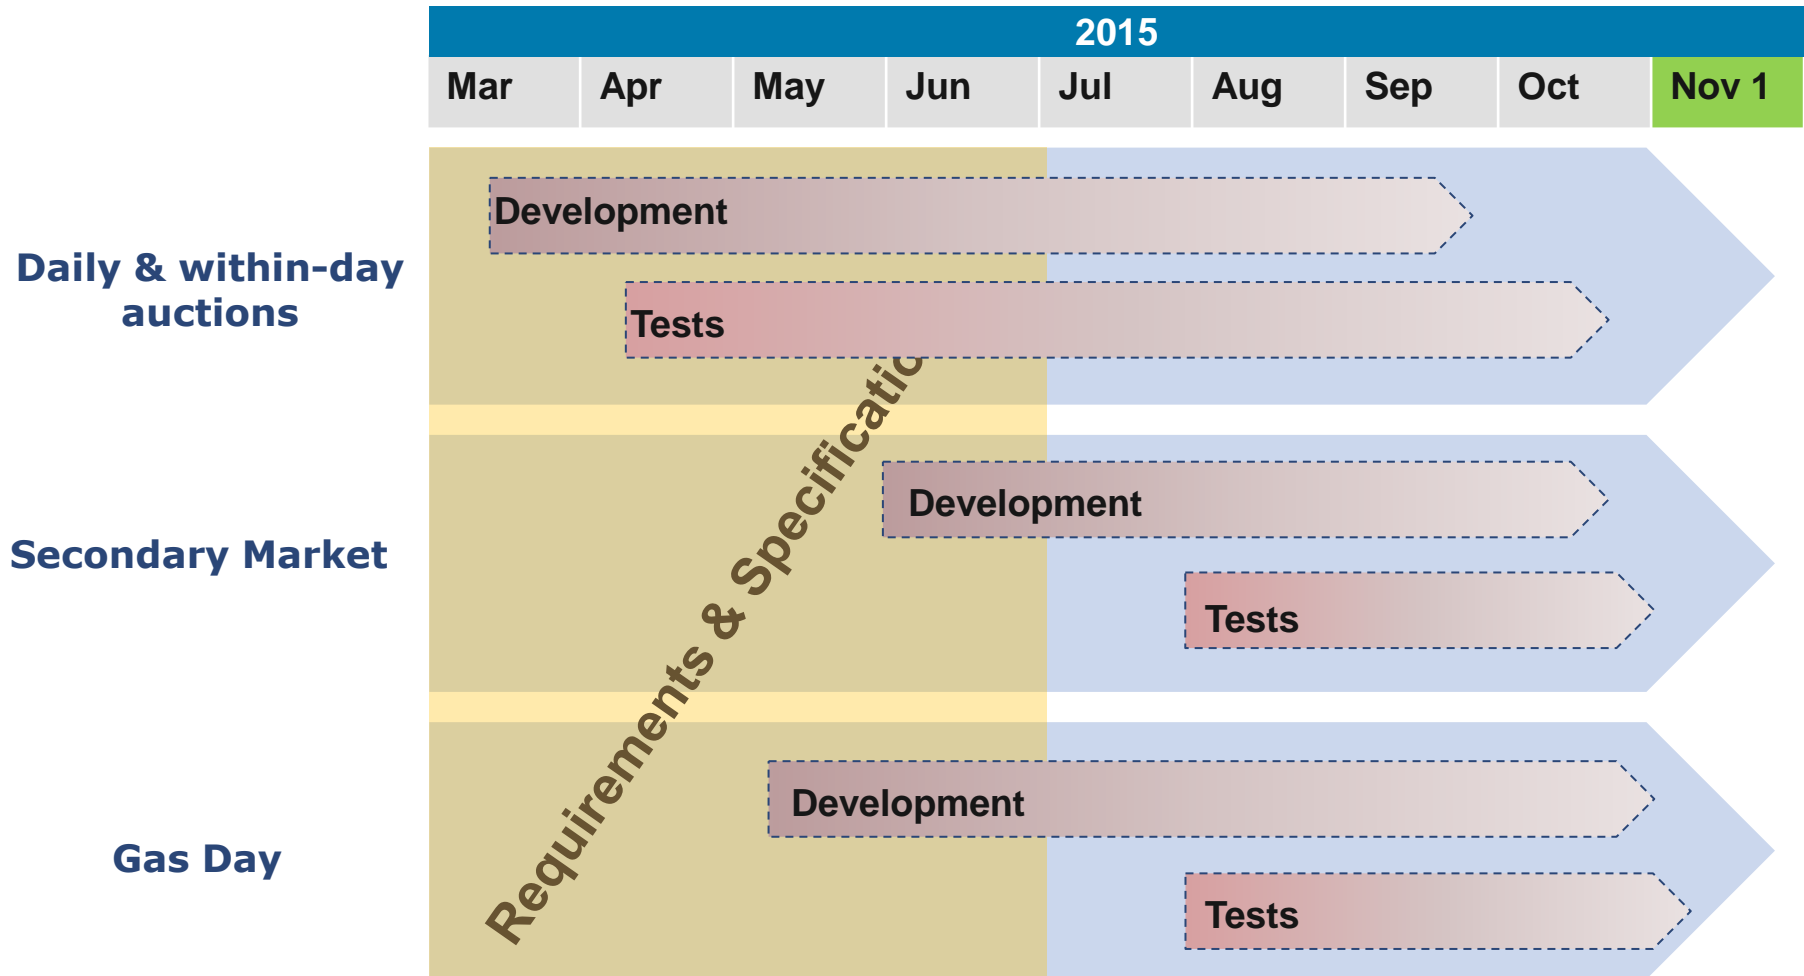 2015
Mar Apr May Jun Jul Aug Sep Oct Nov 1
Daily & within-day
auctions
Development
Tests
Requirements & Specificatio
Secondary Market
Development
Tests
Gas Day
Development
Tests